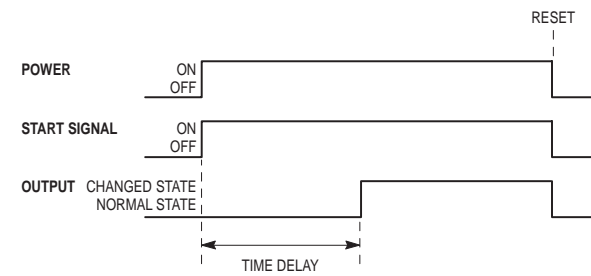 RESET
POWER ON
OFF
START SIGNAL ON
OFF
OUTPUT CHANGED STATE
NORMAL STATE
TIME DELAY